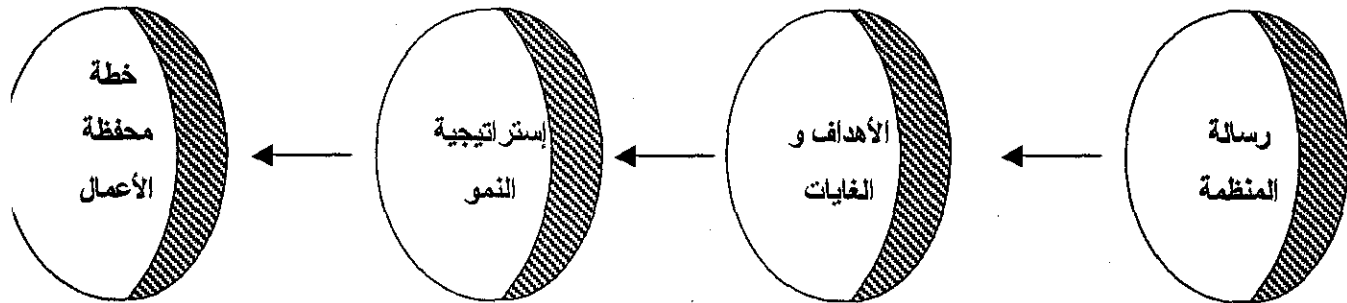 رسالة
المنظمة
الأهداف و
الغايات
إستراتيجية
النمو
خطة
محفظة
الأعمال